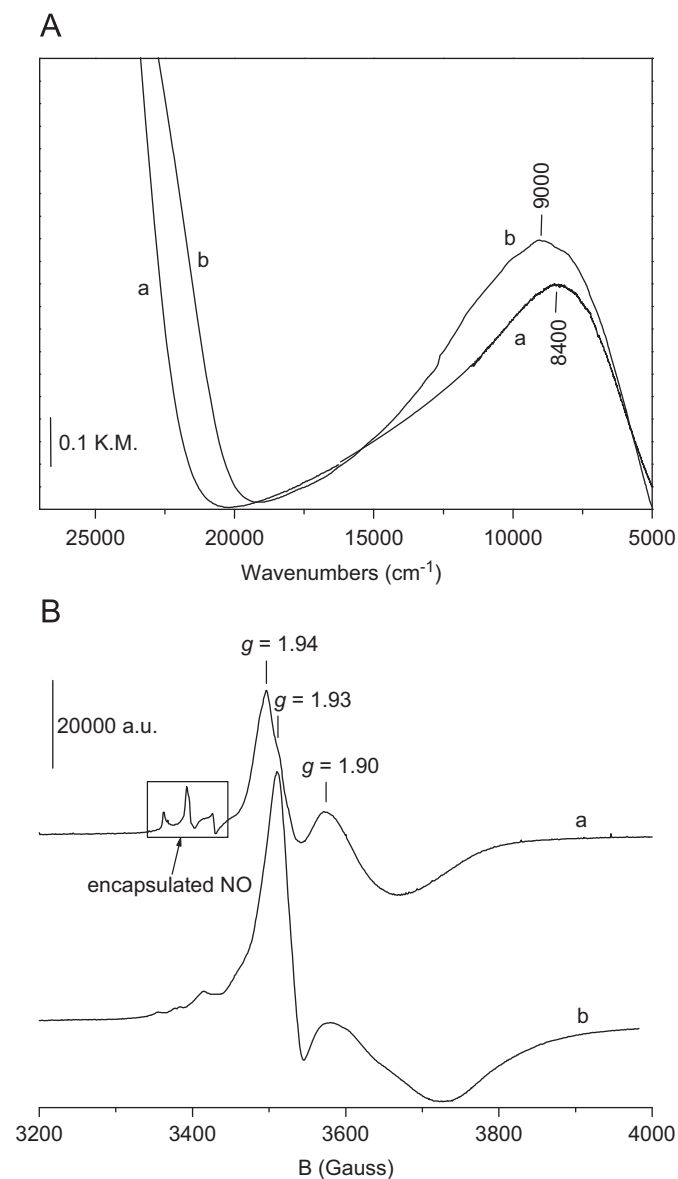 A
9000
b
b
a
a
8400
0.1 K.M.
25000 20000 15000 10000 5000
Wavenumbers (cm⁻¹)
B
g = 1.94
g = 1.93
20000 a.u.
g = 1.90
a
encapsulated NO
b
3200 3400 3600 3800 4000
B (Gauss)